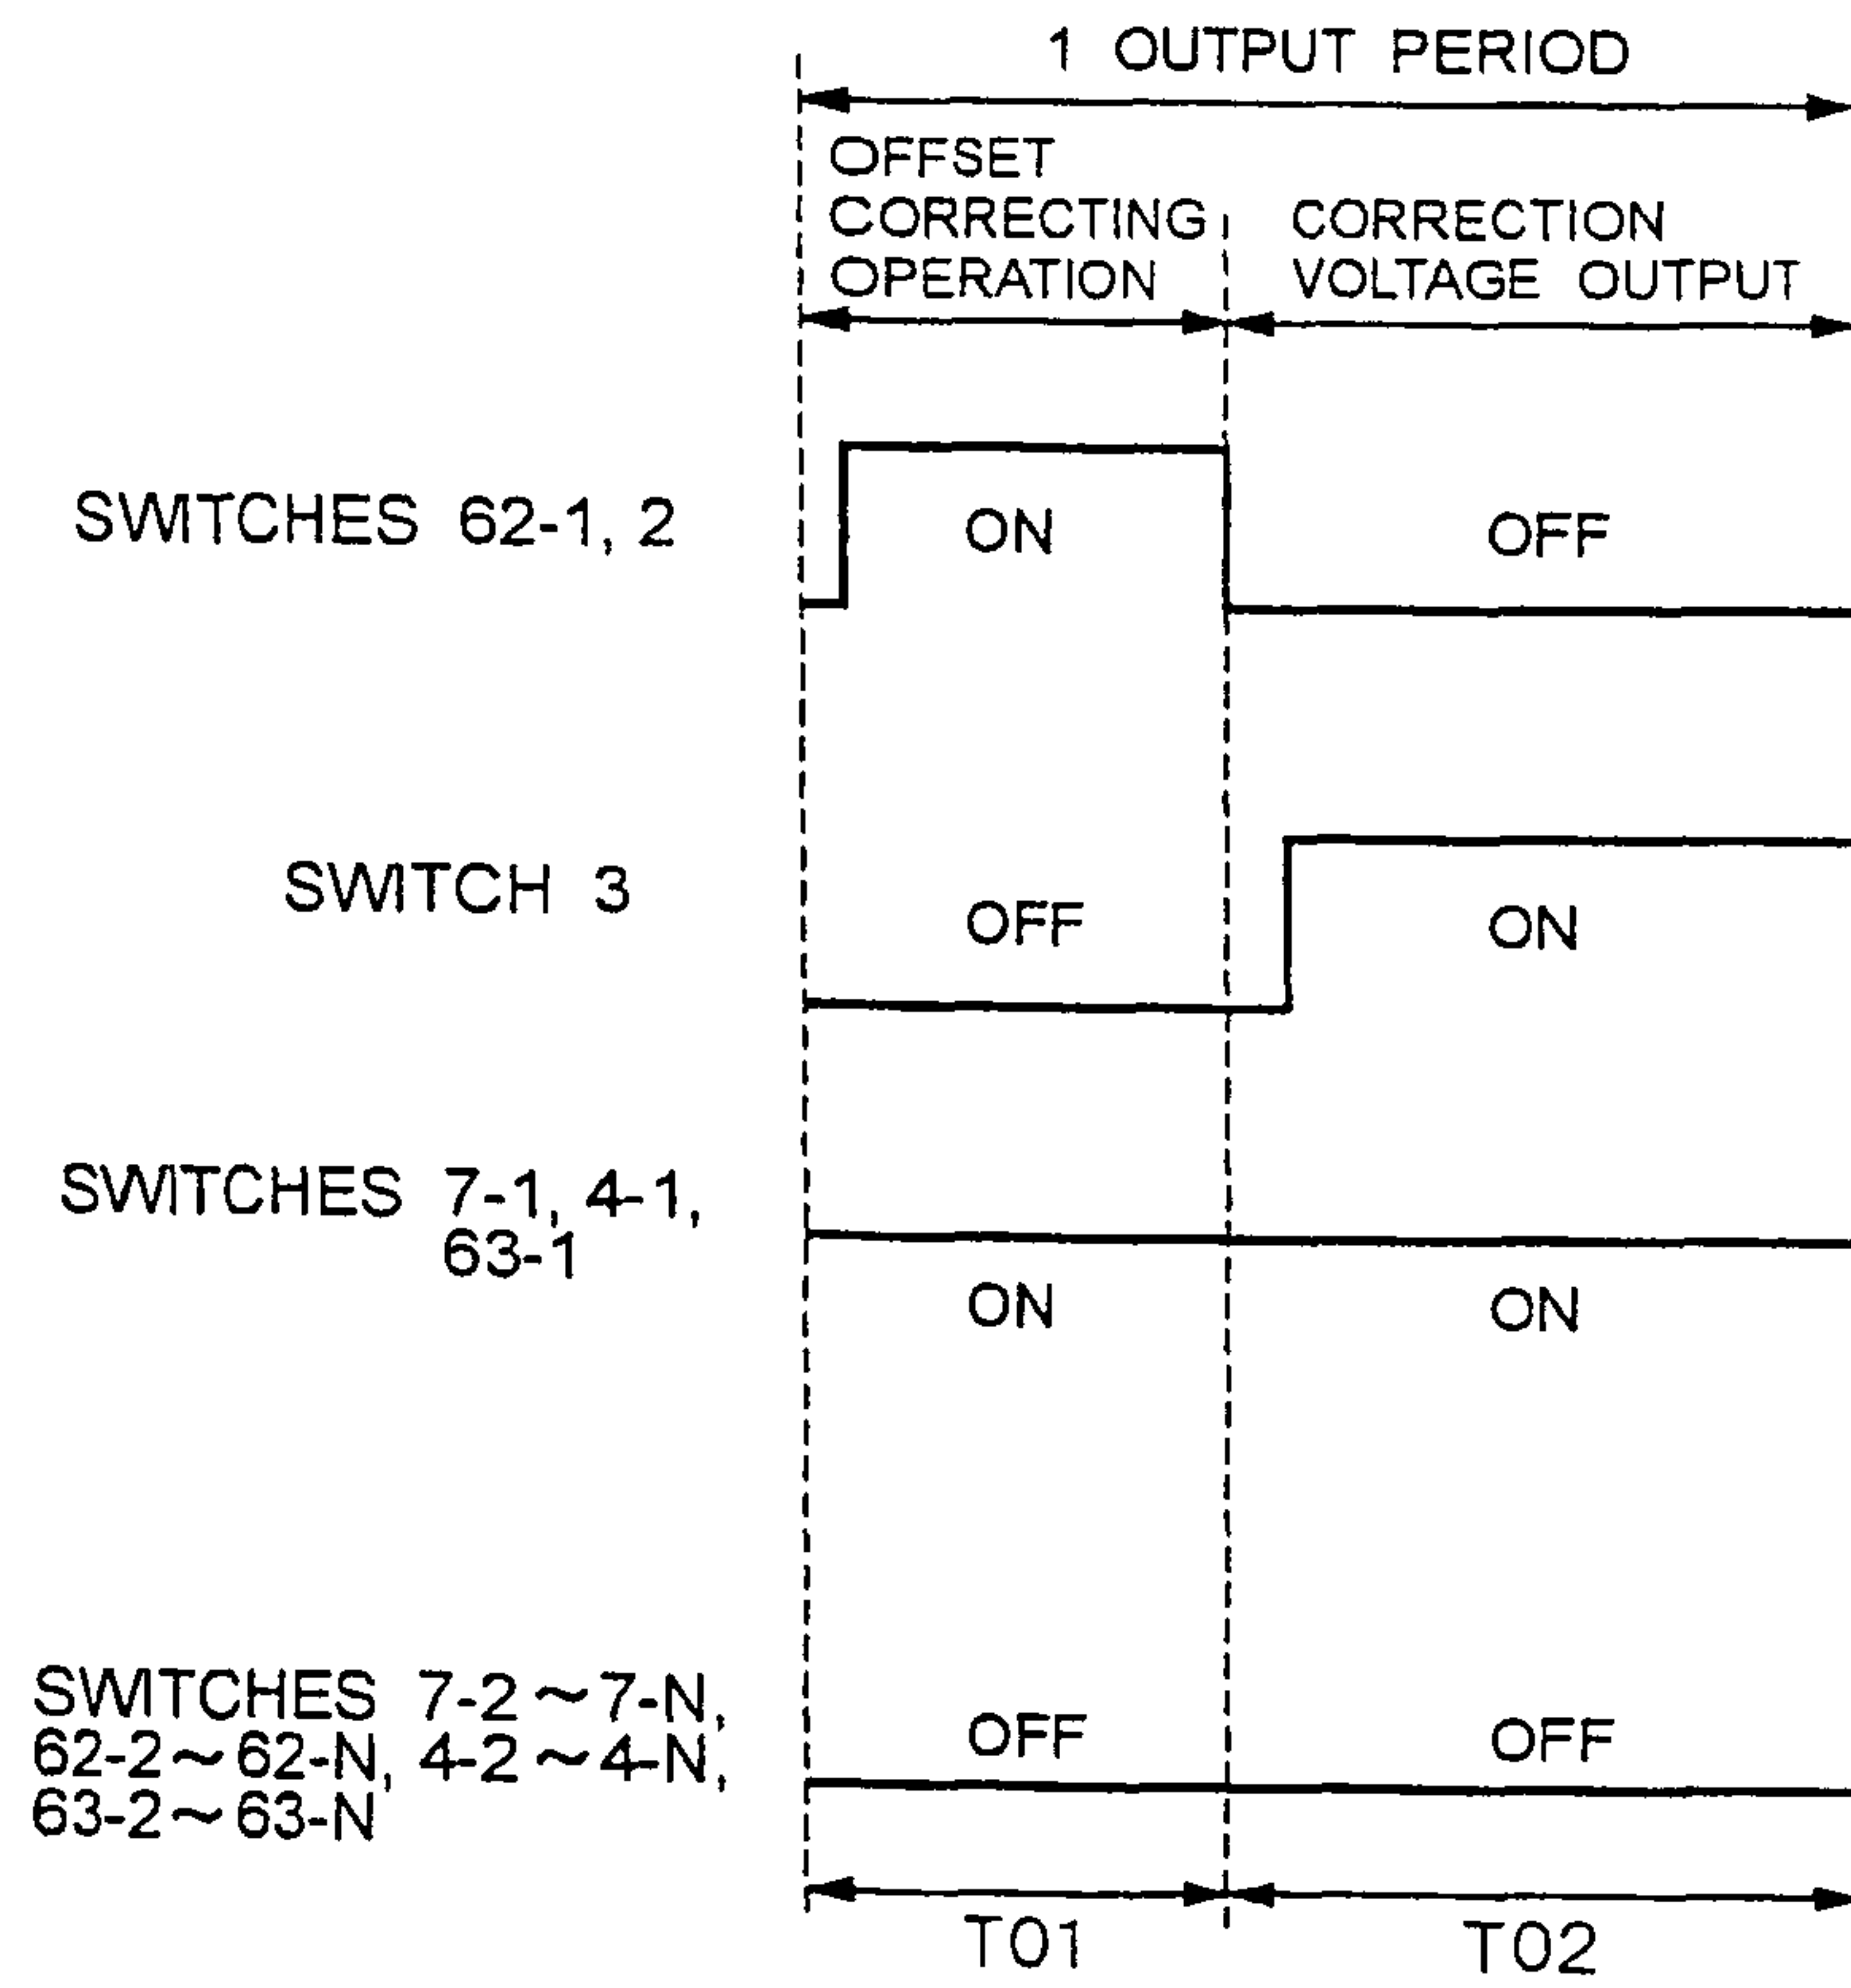 1 OUTPUT PERIOD
OFFSET
CORRECTING
OPERATION
CORRECTION
VOLTAGE OUTPUT
SWITCHES 62-1, 2
ON
OFF
SWITCH 3
OFF
ON
SWITCHES 7-1, 4-1,
63-1
ON
ON
SWITCHES 7-2~7-N,
62-2~62-N, 4-2~4-N,
63-2~63-N
OFF
OFF
T01
T02